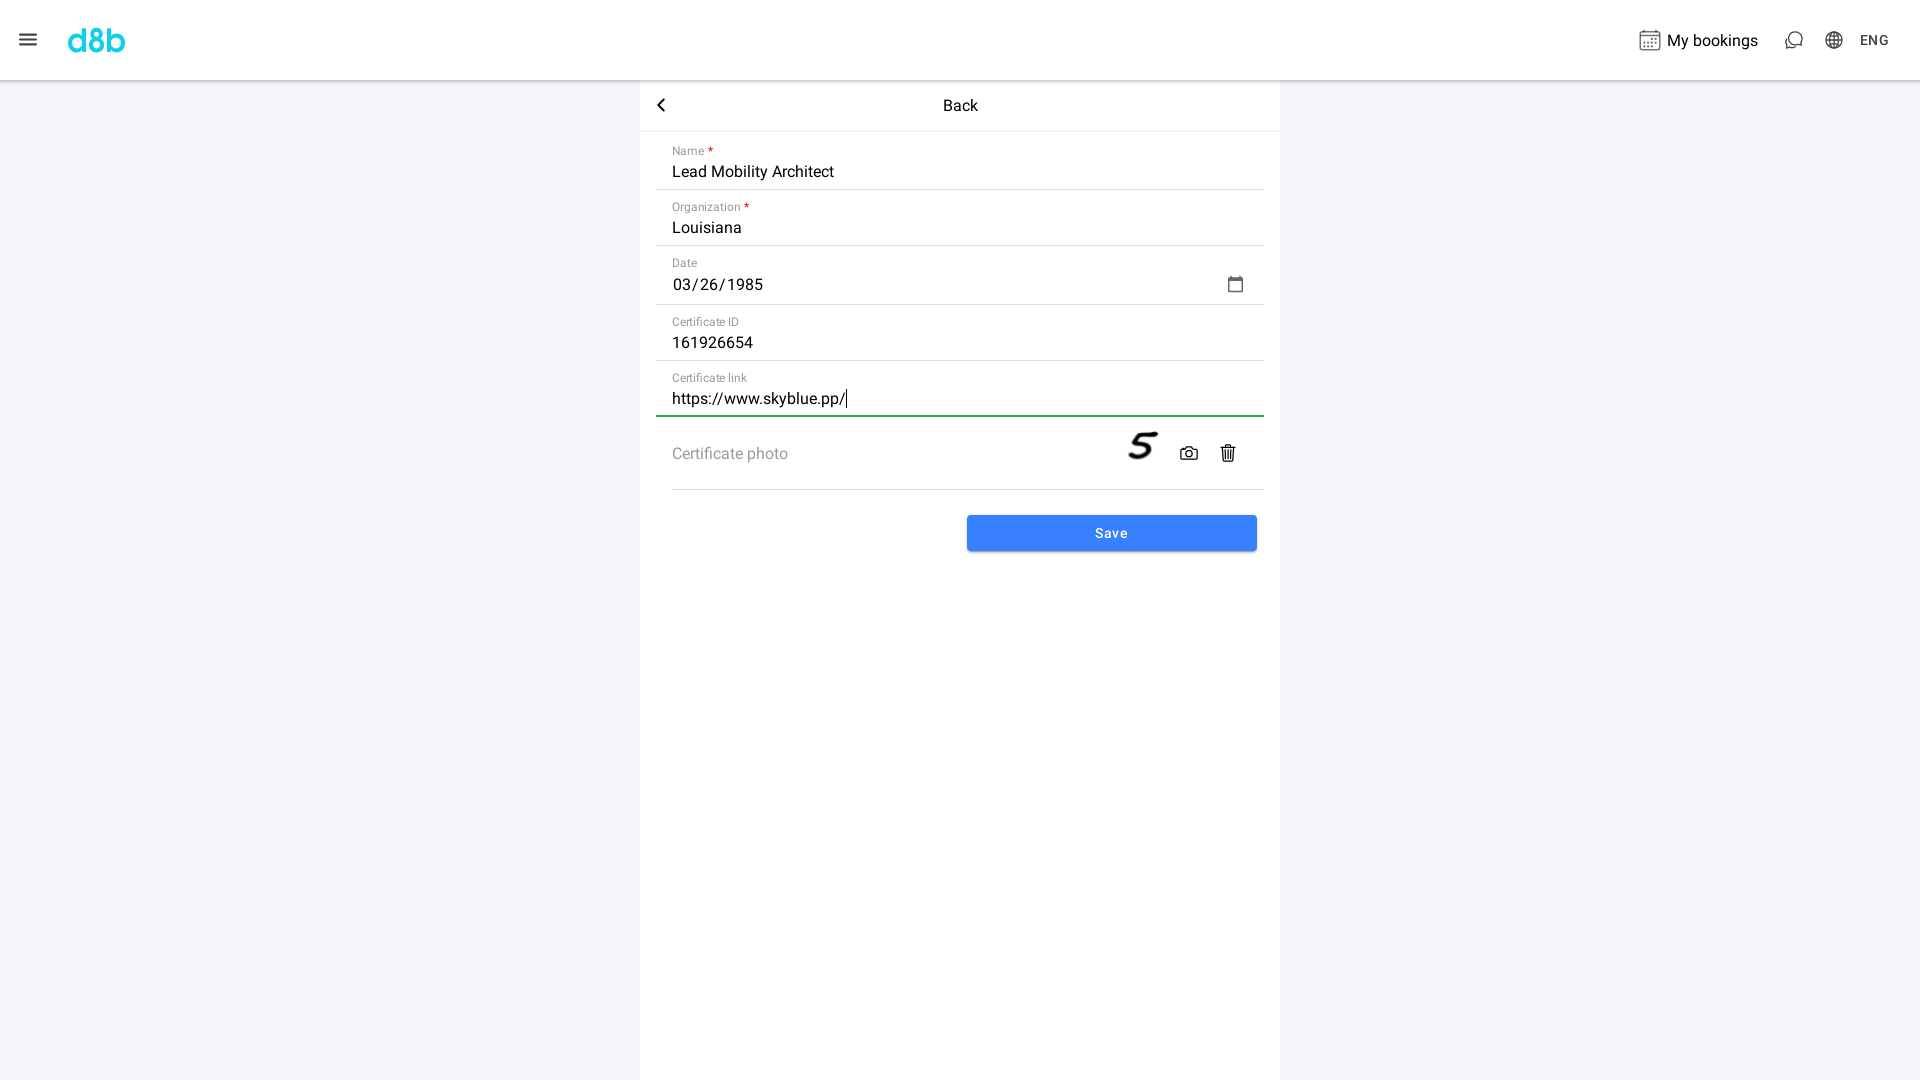 d8b
My bookings
ENG
Back
Name *
Lead Mobility Architect
Organization *
Louisiana
Date
03/26/1985
Certificate ID
161926654
Certificate link
https://www.skyblue.pp/
Certificate photo
5
Save